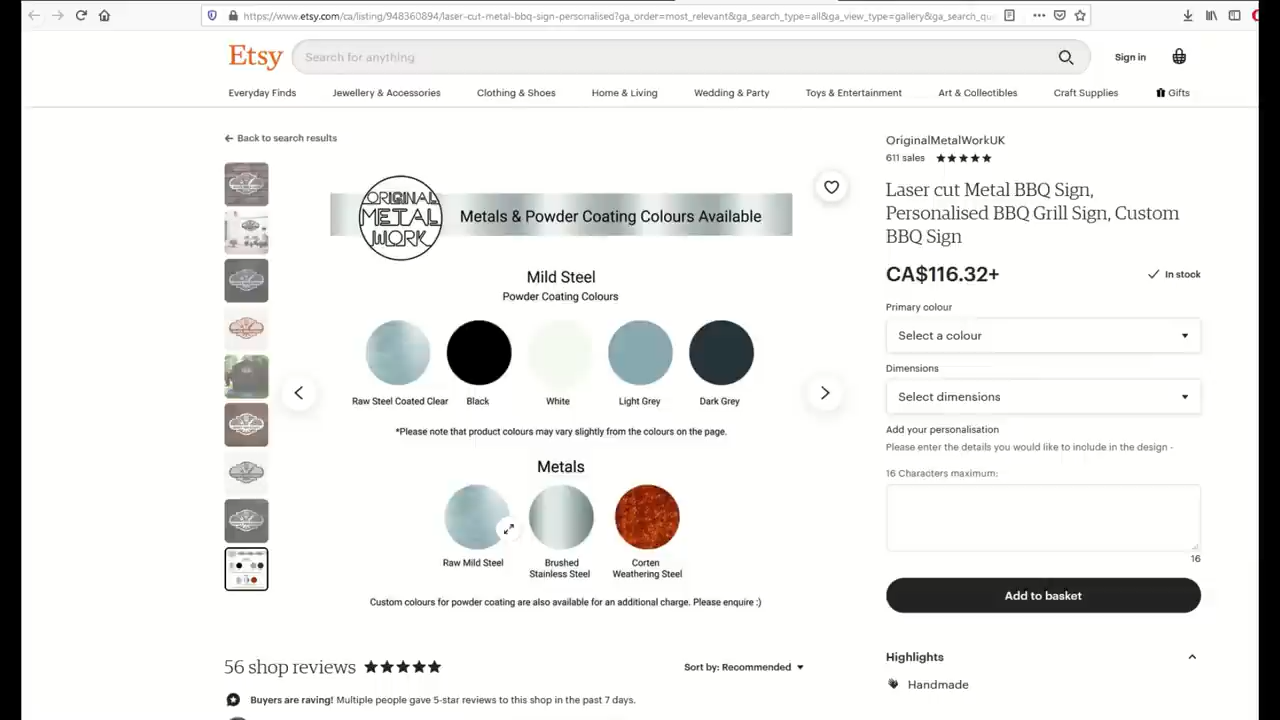 https://www.etsy.com/ca/listing/948360894/laser-cut-metal-bbq-sign-personalised?ga_order=most_relevant&ga_search_type=all&ga_view_type=gallery&ga_search_qu
Etsy
Search for anything
Sign in
Everyday Finds
Jewellery & Accessories
Clothing & Shoes
Home & Living
Wedding & Party
Toys & Entertainment
Art & Collectibles
Craft Supplies
Gifts
Back to search results
ORIGINAL
METAL
WORK
Metals & Powder Coating Colours Available
Mild Steel
Powder Coating Colours
Raw Steel Coated Clear
Black
White
Light Grey
Dark Grey
*Please note that product colours may vary slightly from the colours on the page.
Metals
Raw Mild Steel
Brushed
Stainless Steel
Corten
Weathering Steel
Custom colours for powder coating are also available for an additional charge. Please enquire :)
56 shop reviews
Sort by: Recommended
Buyers are raving! Multiple people gave 5-star reviews to this shop in the past 7 days.
OriginalMetalWorkUK
611 sales
Laser cut Metal BBQ Sign,
Personalised BBQ Grill Sign, Custom
BBQ Sign
CA$116.32+
In stock
Primary colour
Select a colour
Dimensions
Select dimensions
Add your personalisation
Please enter the details you would like to include in the design -
16 Characters maximum:
16
Add to basket
Highlights
Handmade